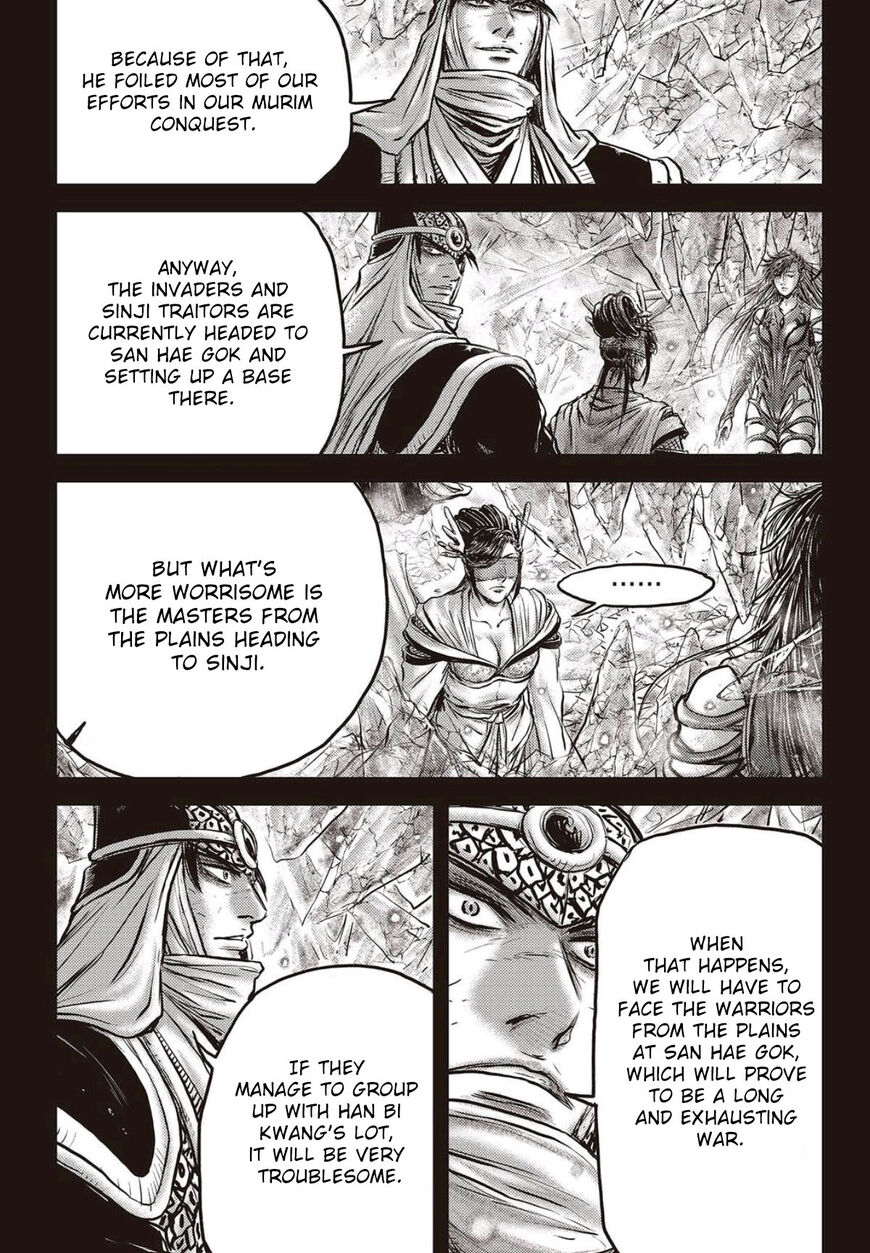 BECAUSE OF THAT,
HE FOILED MOST OF OUR
EFFORTS IN OUR MURIM
CONQUEST.
ANYWAY,
THE INVADERS AND
SINJI TRAITORS ARE
CURRENTLY HEADED TO
SAN HAE GOK AND
SETTING UP A BASE
THERE.
BUT WHAT'S
MORE WORRISOME IS
THE MASTERS FROM
THE PLAINS HEADING
TO SINJI.
......
IF THEY
MANAGE TO GROUP
UP WITH HAN BI
KWANG'S LOT,
IT WILL BE VERY
TROUBLESOME.
WHEN
THAT HAPPENS,
WE WILL HAVE TO
FACE THE WARRIORS
FROM THE PLAINS
AT SAN HAE GOK,
WHICH WILL PROVE
TO BE A LONG
AND EXHAUSTING
WAR.